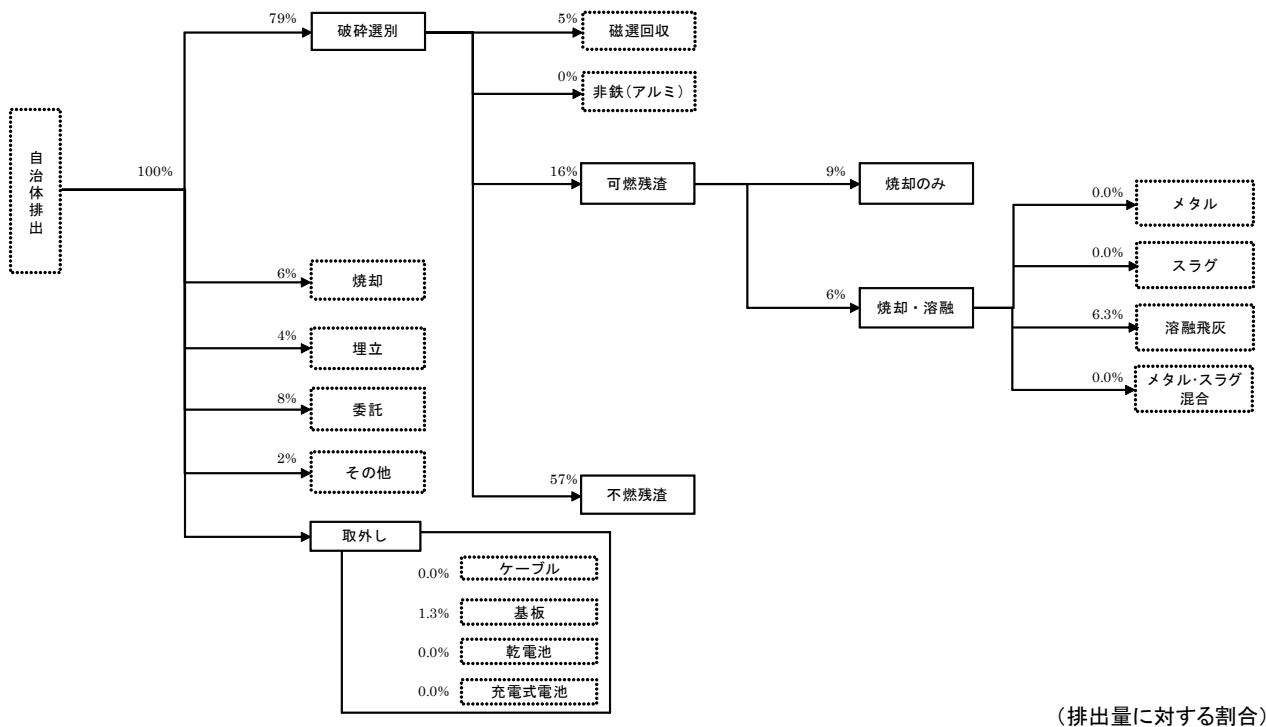 79%
破砕選別
5%
磁選回収
0%
非鉄(アルミ)
自治体排出
100%
16%
可燃残渣
9%
焼却のみ
0.0%
メタル
0.0%
スラグ
6%
焼却
6%
焼却・溶融
6.3%
溶融飛灰
4%
埋立
0.0%
メタル・スラグ
混合
8%
委託
2%
その他
57%
不燃残渣
取外し
0.0%
ケーブル
1.3%
基板
0.0%
乾電池
0.0%
充電式電池
(排出量に対する割合)